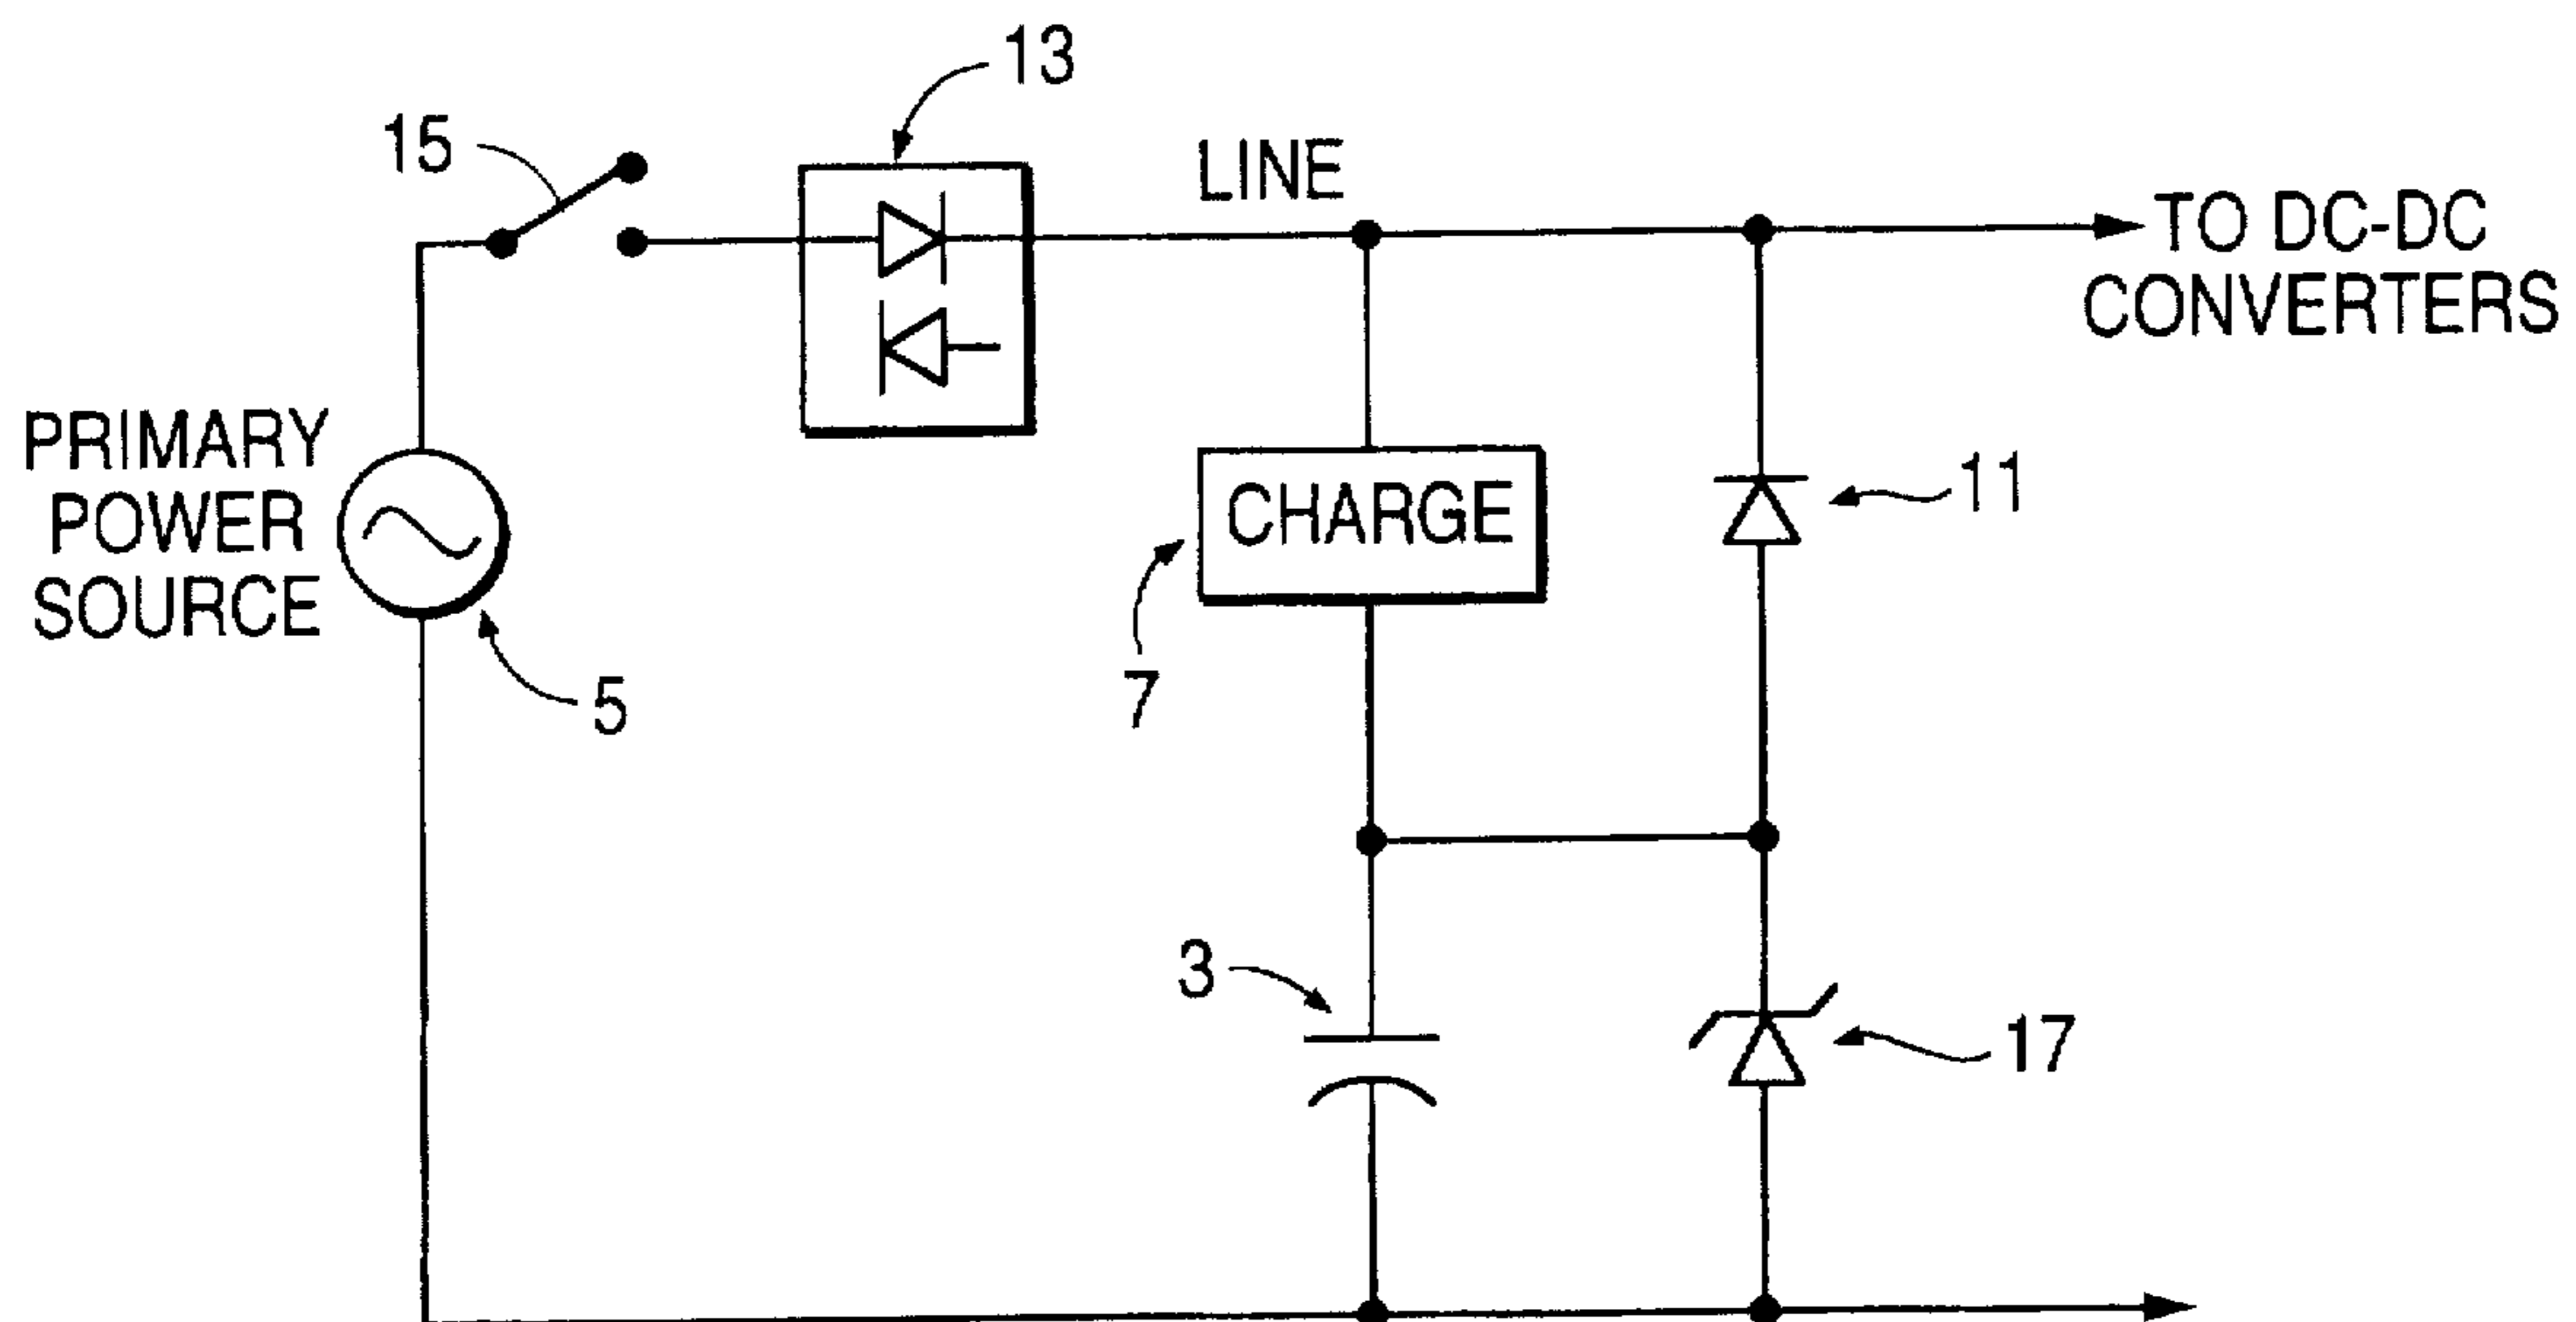 13
15
LINE
TO DC-DC
CONVERTERS
PRIMARY
POWER
SOURCE
CHARGE
11
7
5
3
17